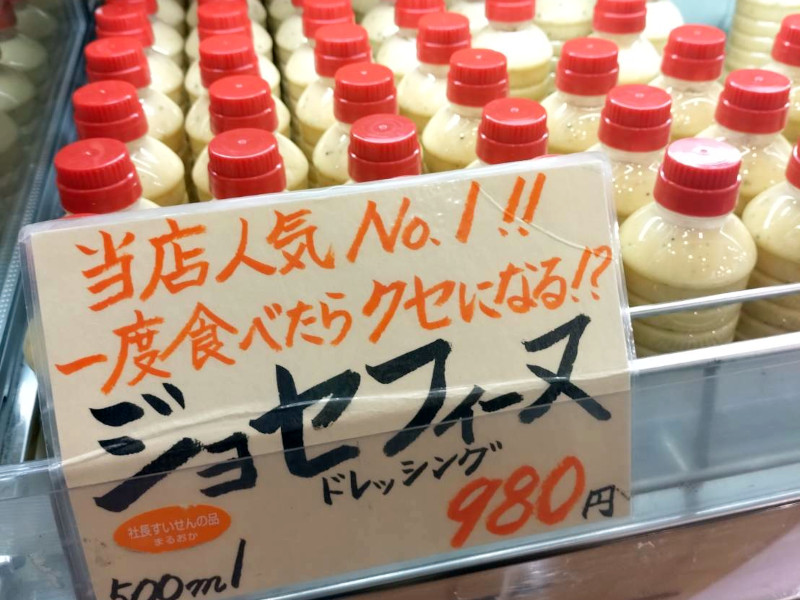 当店人気No.1!!
一度食べたらクセになる!?
ジョセフィーヌ
ドレッシング
980円
社長すいせんの品
まるおか
500ml